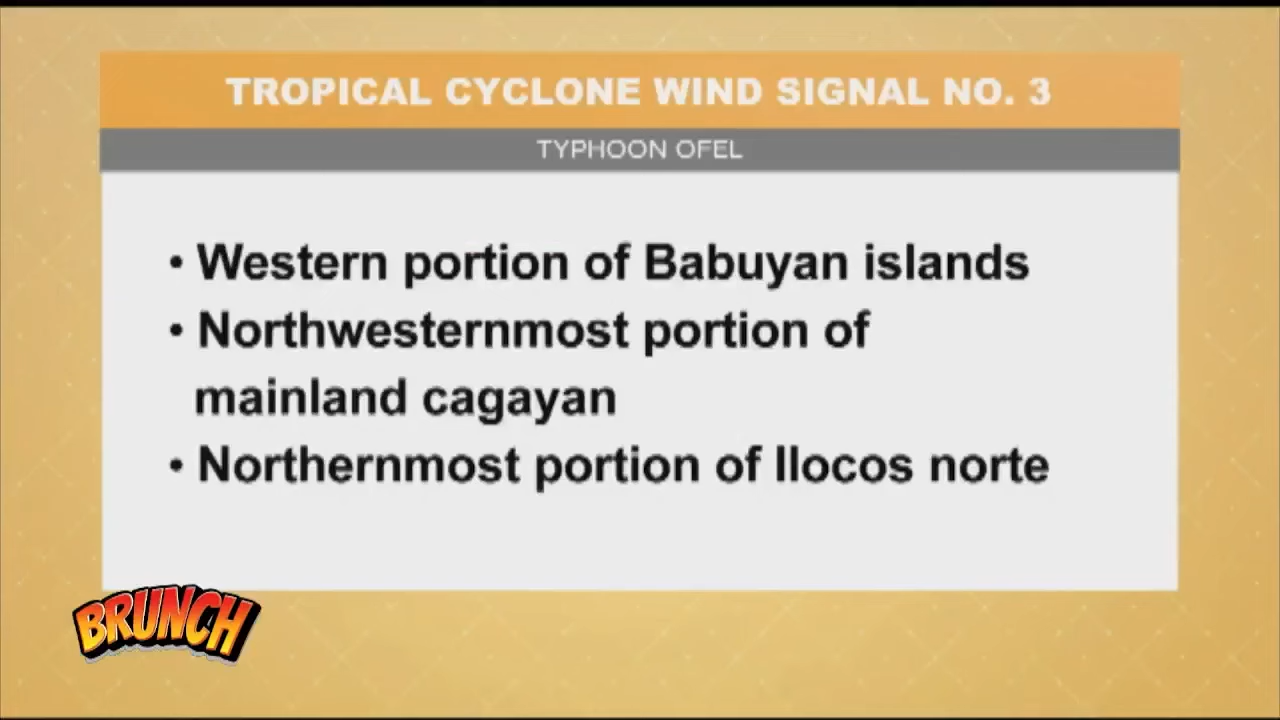 TROPICAL CYCLONE WIND SIGNAL NO. 3
TYPHOON OFEL
• Western portion of Babuyan islands
• Northwesternmost portion of
mainland cagayan
• Northernmost portion of Ilocos norte
BRUNCH